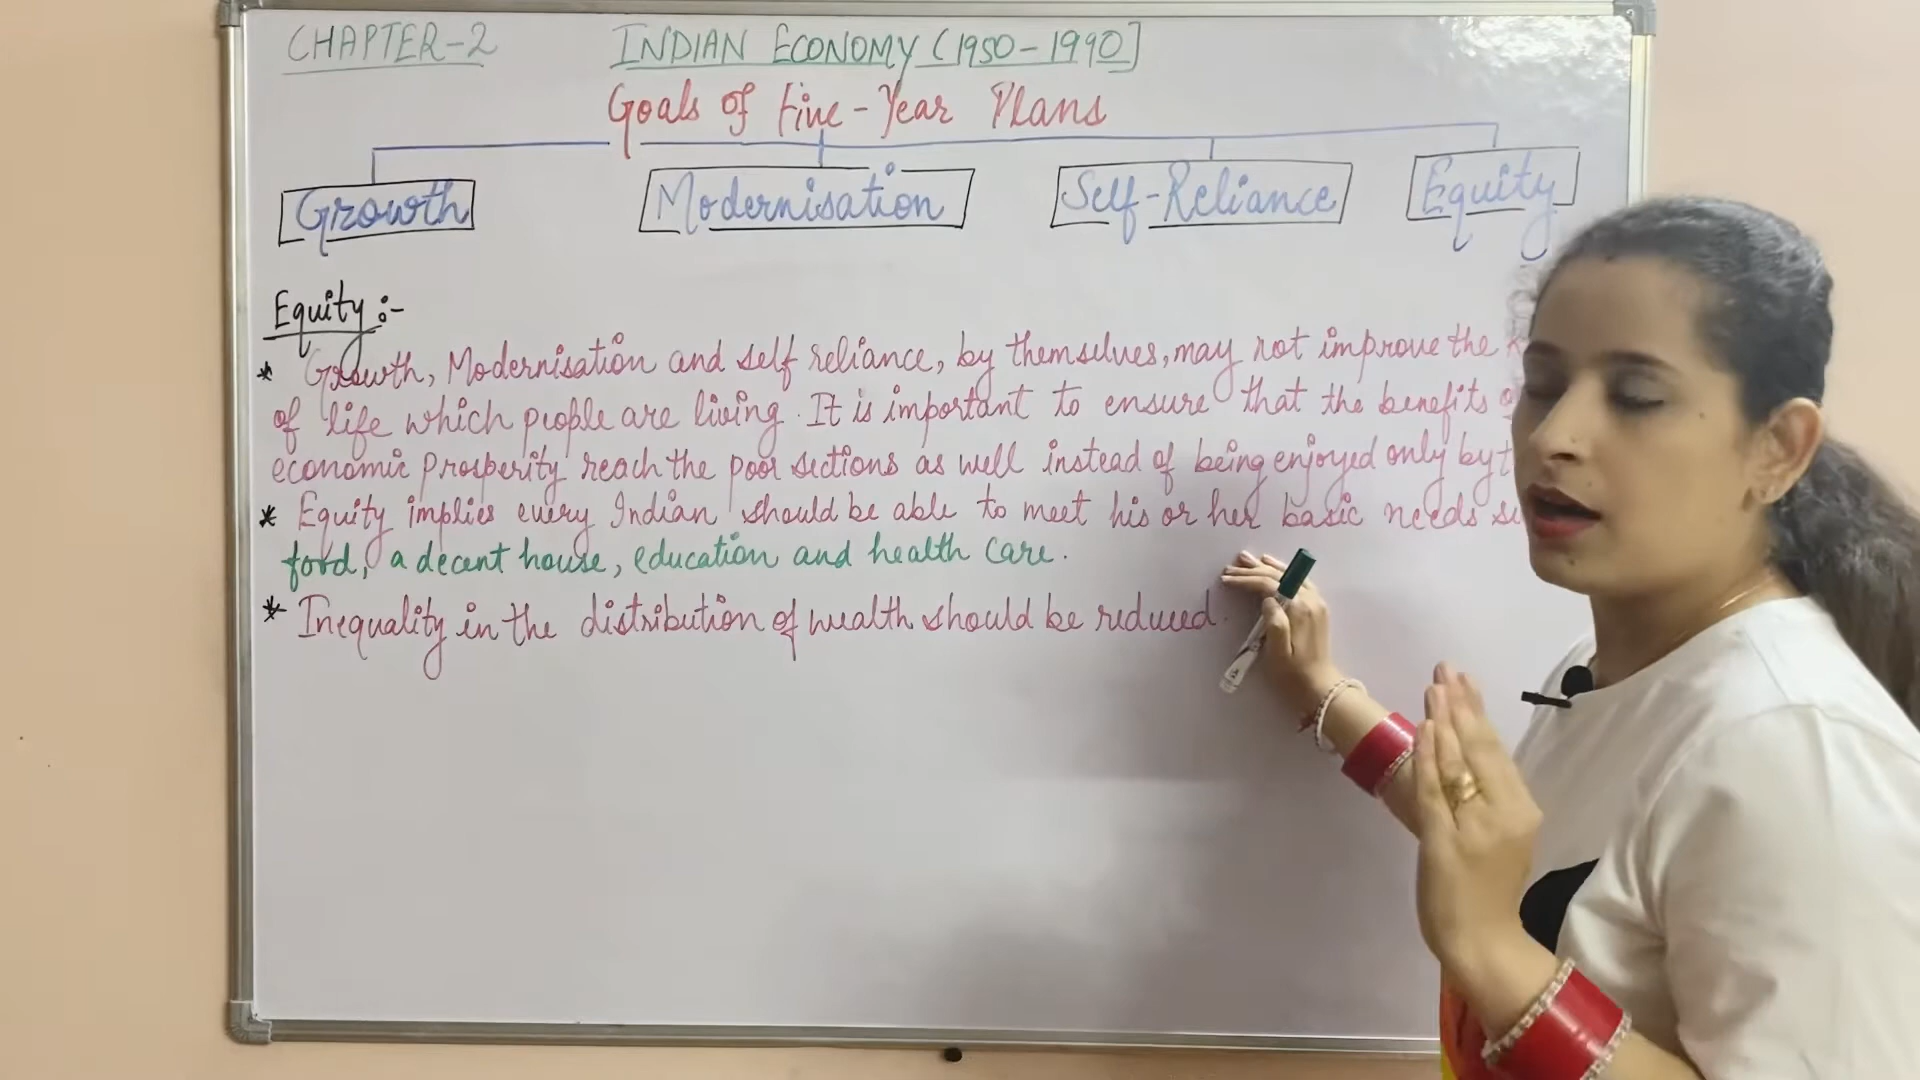 CHAPTER-2 INDIAN ECONOMY (1950-1990]
Goals of Five-Year Plans
Growth Modernisation Self-Reliance Equity
Equity :-
* Growth, Modernisation and self reliance, by themselves, may not improve the
of life which people are living. It is important to ensure that the benefits
economic prosperity reach the poor sections as well instead of being enjoyed only by
* Equity implies every Indian should be able to meet his or her basic needs
food, a decent house, education and health care.
* Inequality in the distribution of wealth should be reduced.